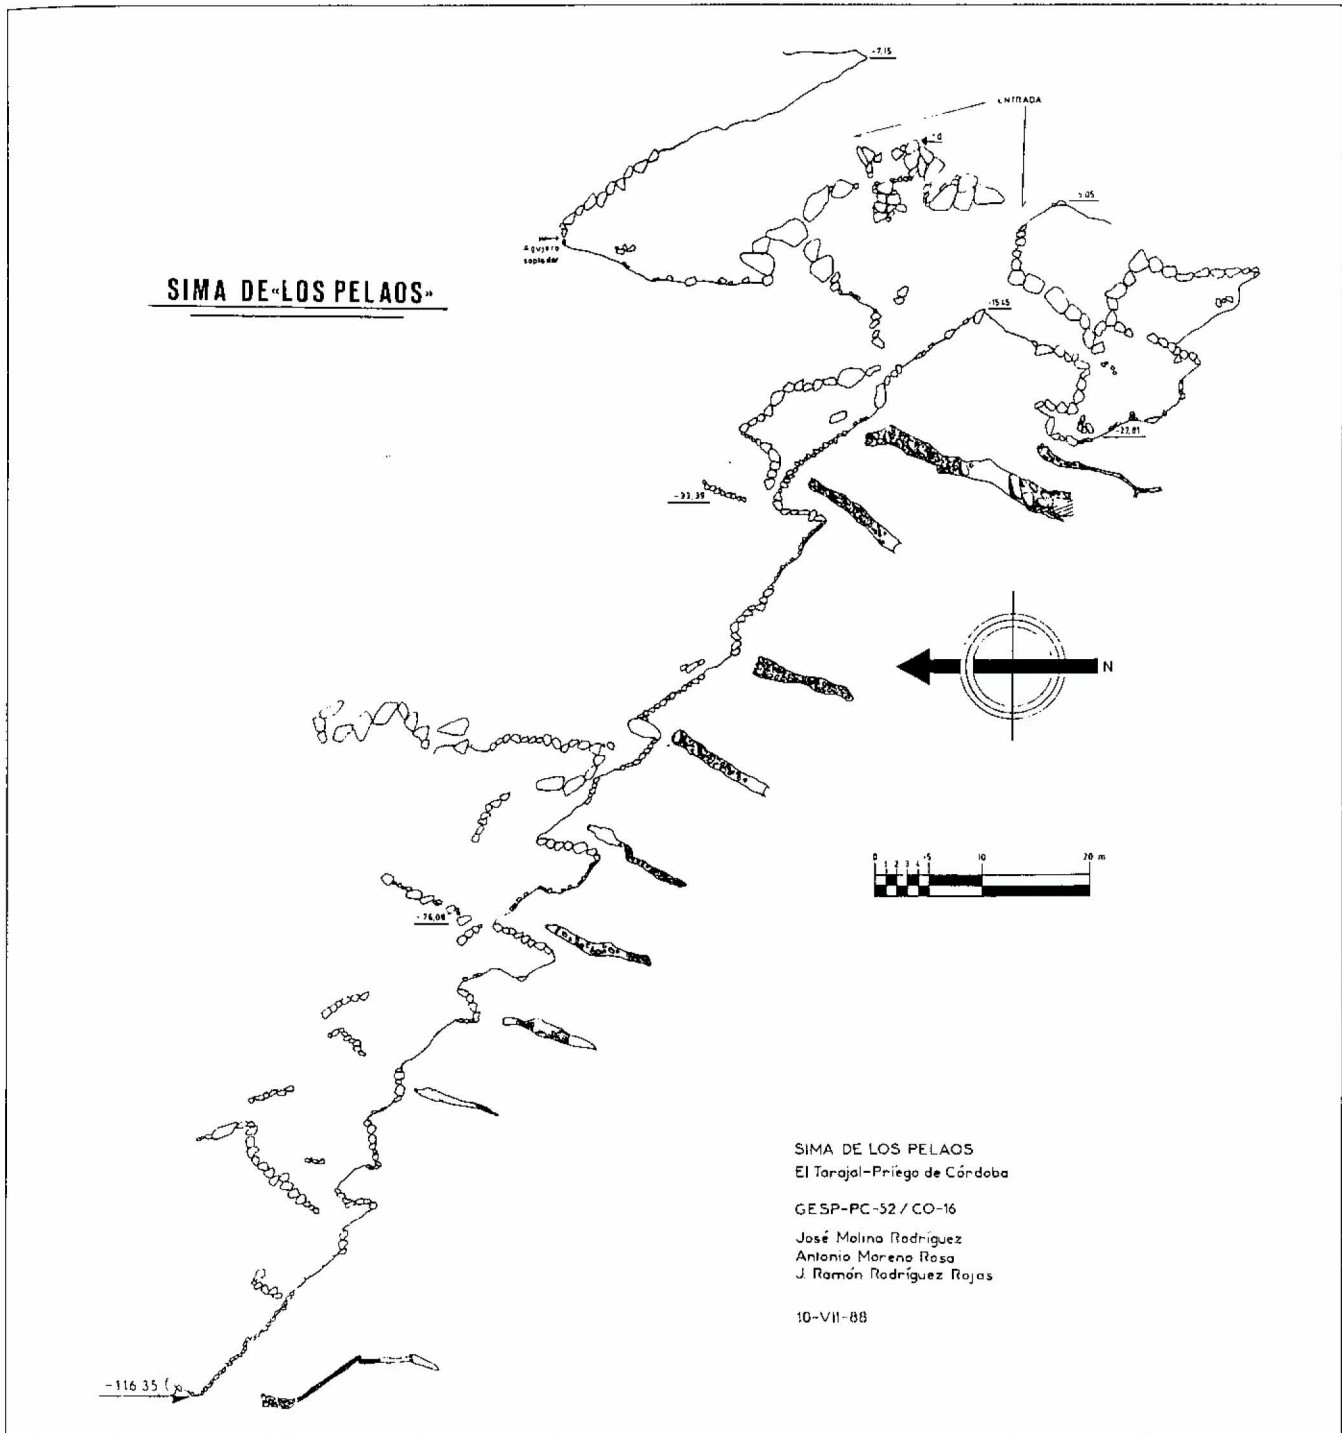 -7,15
ENTRADA
-0
-5,05
Agujero
soplador
SIMA DE «LOS PELAOS»
-15,45
-22,81
-33,39
N
0 1 2 3 4 5 10 20 m
-76,08
SIMA DE LOS PELAOS
El Tarajal-Priego de Córdoba
GESP-PC-52 / CO-16
José Molina Rodríguez
Antonio Moreno Rosa
J. Ramón Rodríguez Rojas
10-VII-88
-116 35